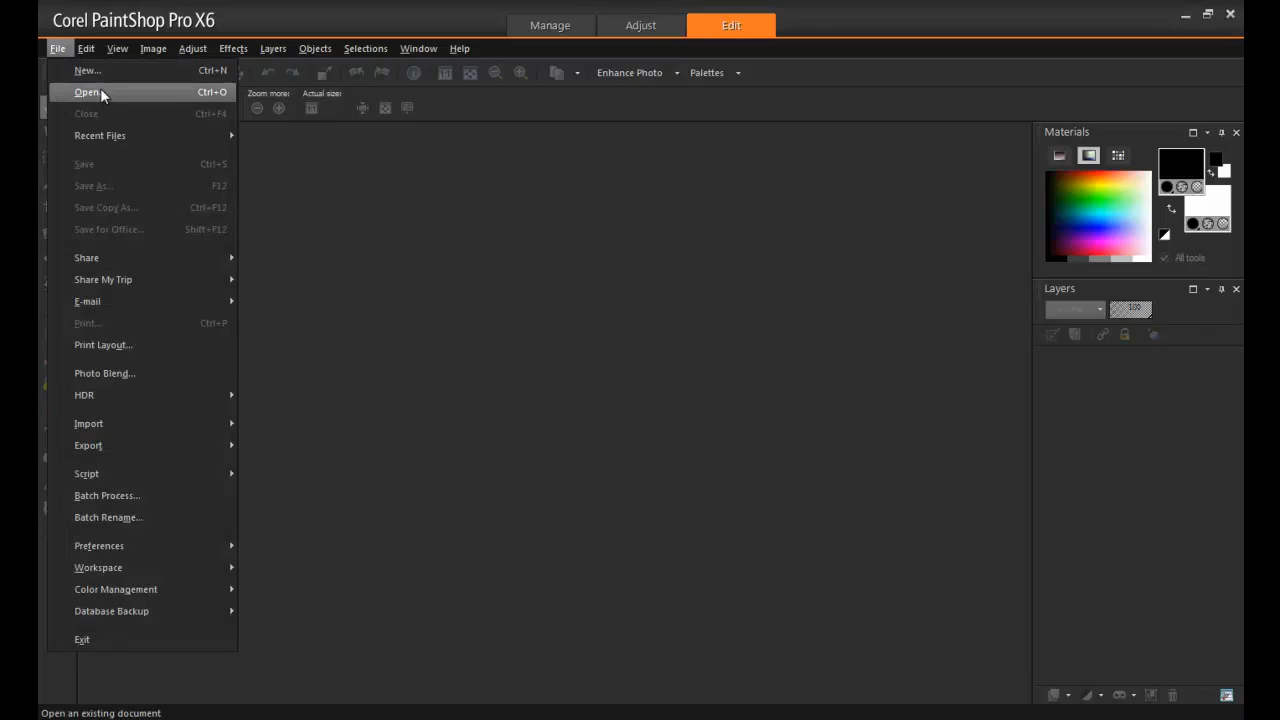 Corel PaintShop Pro X6
Manage
Adjust
Edit
File
Edit
View
Image
Adjust
Effects
Layers
Objects
Selections
Window
Help
New... Ctrl+N
Open... Ctrl+O
Close Ctrl+F4
Recent Files
Save Ctrl+S
Save As... F12
Save Copy As... Ctrl+F12
Save for Office... Shift+F12
Share
Share My Trip
E-mail
Print... Ctrl+P
Print Layout...
Photo Blend...
HDR
Import
Export
Script
Batch Process...
Batch Rename...
Preferences
Workspace
Color Management
Database Backup
Exit
Enhance Photo
Palettes
Zoom more:
Actual size:
Materials
All tools
Layers
100
Open an existing document